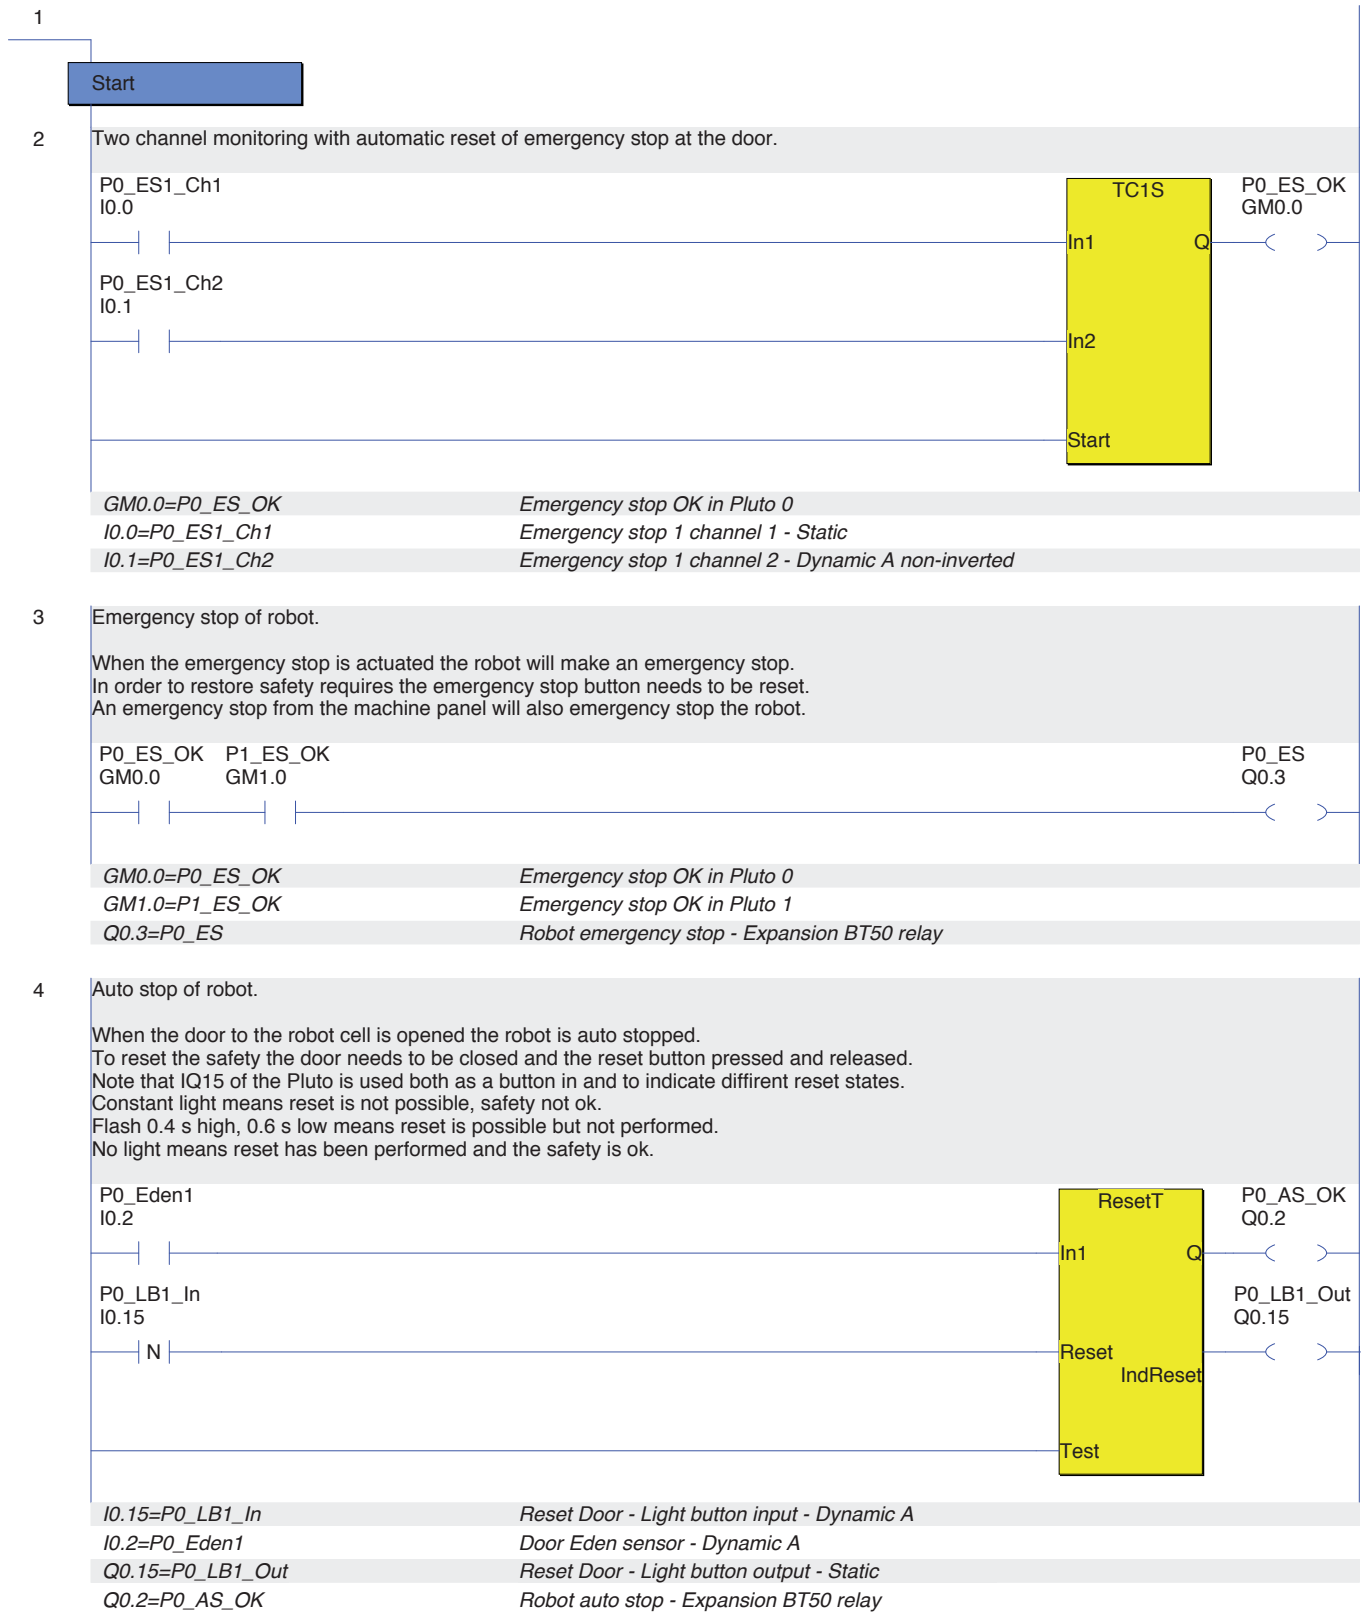 1
Start
2
Two channel monitoring with automatic reset of emergency stop at the door.
P0_ES1_Ch1
I0.0
TC1S
P0_ES_OK
GM0.0
In1 Q
P0_ES1_Ch2
I0.1
In2
Start
GM0.0=P0_ES_OK Emergency stop OK in Pluto 0
I0.0=P0_ES1_Ch1 Emergency stop 1 channel 1 - Static
I0.1=P0_ES1_Ch2 Emergency stop 1 channel 2 - Dynamic A non-inverted
3
Emergency stop of robot.
When the emergency stop is actuated the robot will make an emergency stop.
In order to restore safety requires the emergency stop button needs to be reset.
An emergency stop from the machine panel will also emergency stop the robot.
P0_ES_OK P1_ES_OK P0_ES
GM0.0 GM1.0 Q0.3
GM0.0=P0_ES_OK Emergency stop OK in Pluto 0
GM1.0=P1_ES_OK Emergency stop OK in Pluto 1
Q0.3=P0_ES Robot emergency stop - Expansion BT50 relay
4
Auto stop of robot.
When the door to the robot cell is opened the robot is auto stopped.
To reset the safety the door needs to be closed and the reset button pressed and released.
Note that IQ15 of the Pluto is used both as a button in and to indicate diffirent reset states.
Constant light means reset is not possible, safety not ok.
Flash 0.4 s high, 0.6 s low means reset is possible but not performed.
No light means reset has been performed and the safety is ok.
P0_Eden1
I0.2
ResetT
P0_AS_OK
Q0.2
In1 Q
P0_LB1_In
I0.15
P0_LB1_Out
Q0.15
N
Reset
IndReset
Test
I0.15=P0_LB1_In Reset Door - Light button input - Dynamic A
I0.2=P0_Eden1 Door Eden sensor - Dynamic A
Q0.15=P0_LB1_Out Reset Door - Light button output - Static
Q0.2=P0_AS_OK Robot auto stop - Expansion BT50 relay